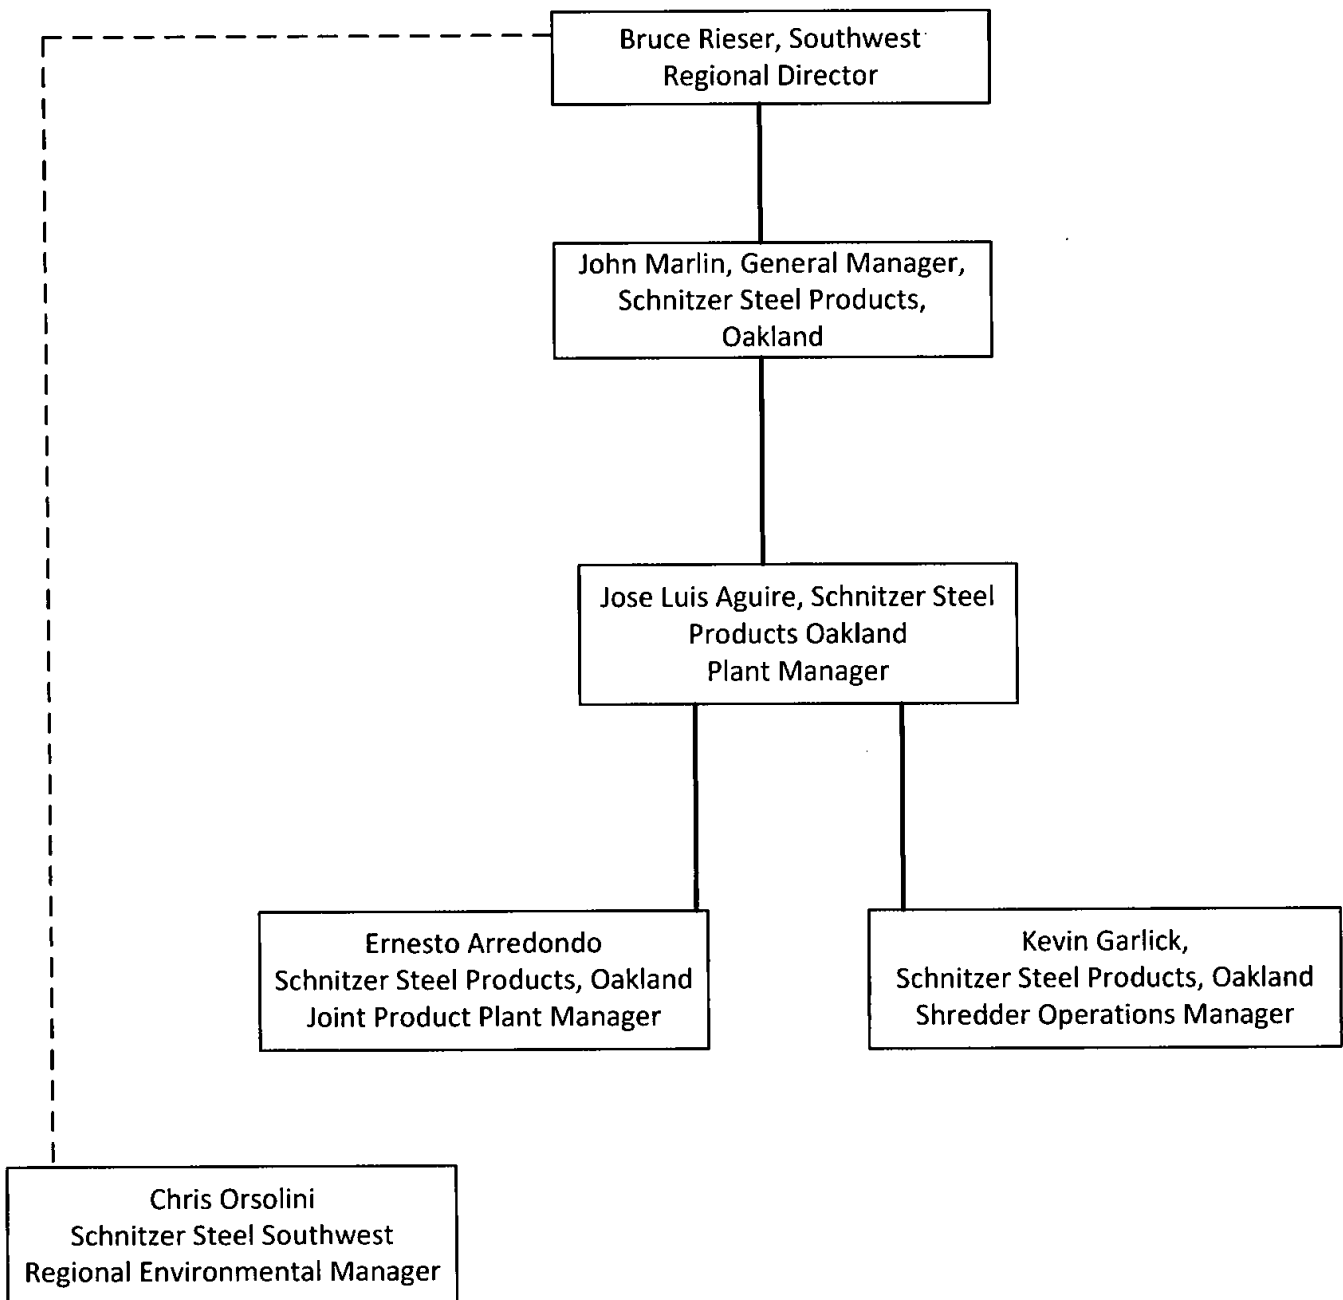 Bruce Rieser, Southwest
Regional Director
John Marlin, General Manager,
Schnitzer Steel Products,
Oakland
Jose Luis Aguire, Schnitzer Steel
Products Oakland
Plant Manager
Ernesto Arredondo
Schnitzer Steel Products, Oakland
Joint Product Plant Manager
Kevin Garlick,
Schnitzer Steel Products, Oakland
Shredder Operations Manager
Chris Orsolini
Schnitzer Steel Southwest
Regional Environmental Manager